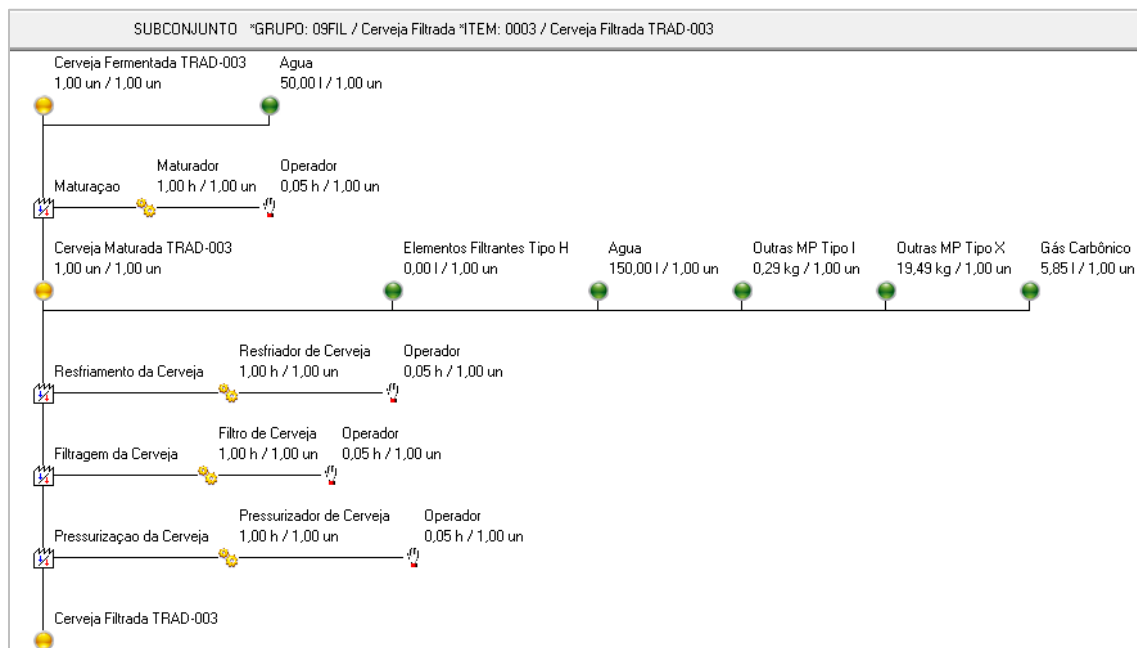 SUBCONJUNTO *GRUPO: 09FIL / Cerveja Filtrada *ITEM: 0003 / Cerveja Filtrada TRAD-003
Cerveja Fermentada TRAD-003 Agua
1,00 un / 1,00 un 50,00 l / 1,00 un
Maturador Operador
Maturaçao 1,00 h / 1,00 un 0,05 h / 1,00 un
Cerveja Maturada TRAD-003 Elementos Filtrantes Tipo H Agua Outras MP Tipo I Outras MP Tipo X Gás Carbônico
1,00 un / 1,00 un 0,00 l / 1,00 un 150,00 l / 1,00 un 0,29 kg / 1,00 un 19,49 kg / 1,00 un 5,85 l / 1,00 un
Resfriador de Cerveja Operador
Resfriamento da Cerveja 1,00 h / 1,00 un 0,05 h / 1,00 un
Filtro de Cerveja Operador
Filtragem da Cerveja 1,00 h / 1,00 un 0,05 h / 1,00 un
Pressurizador de Cerveja Operador
Pressurizaçao da Cerveja 1,00 h / 1,00 un 0,05 h / 1,00 un
Cerveja Filtrada TRAD-003